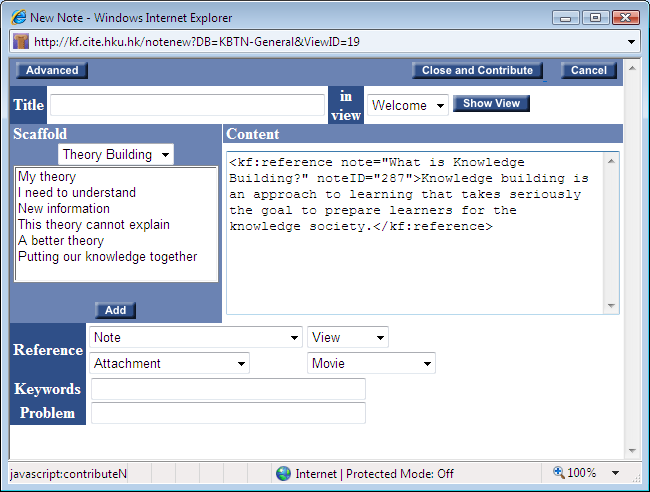 New Note - Windows Internet Explorer
http://kf.cite.hku.hk/notenew?DB=KBTN-General&ViewID=19
Advanced Close and Contribute Cancel
Title in view Welcome Show View
Scaffold Content
Theory Building
My theory
I need to understand
New information
This theory cannot explain
A better theory
Putting our knowledge together
Add
<kf:reference note="What is Knowledge
Building?" noteID="287">Knowledge building is
an approach to learning that takes seriously
the goal to prepare learners for the
knowledge society.</kf:reference>
Reference Note View
Attachment Movie
Keywords
Problem
javascript:contributeN Internet | Protected Mode: Off 100%